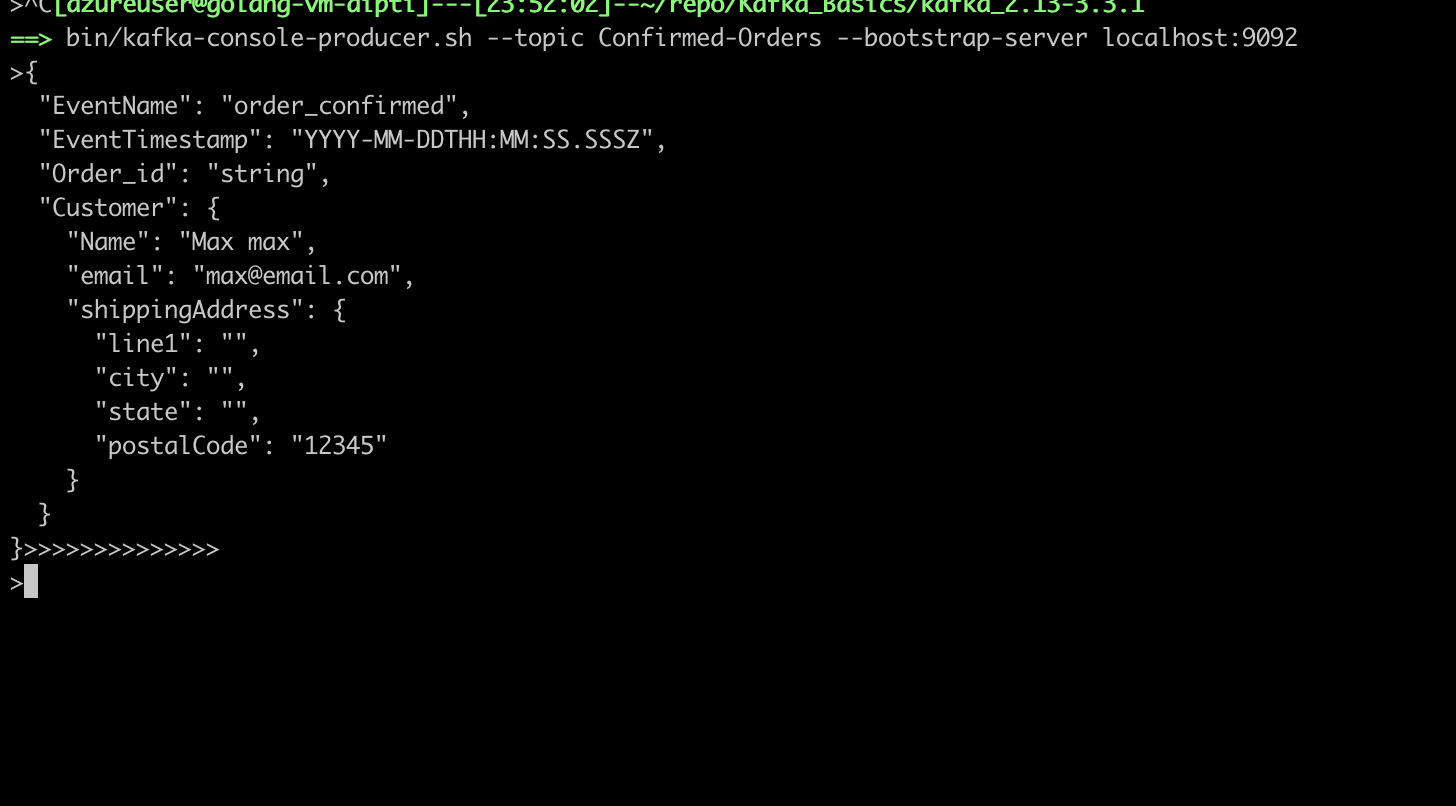 >^C[azureuser@golang-vm-dipti]---[23:52:02]--~/repo/Kafka_Basics/kafka_2.13-3.3.1
==> bin/kafka-console-producer.sh --topic Confirmed-Orders --bootstrap-server localhost:9092
>{
  "EventName": "order_confirmed",
  "EventTimestamp": "YYYY-MM-DDTHH:MM:SS.SSSZ",
  "Order_id": "string",
  "Customer": {
    "Name": "Max max",
    "email": "max@email.com",
    "shippingAddress": {
      "line1": "",
      "city": "",
      "state": "",
      "postalCode": "12345"
    }
  }
}>>>>>>>>>>>>>>
>